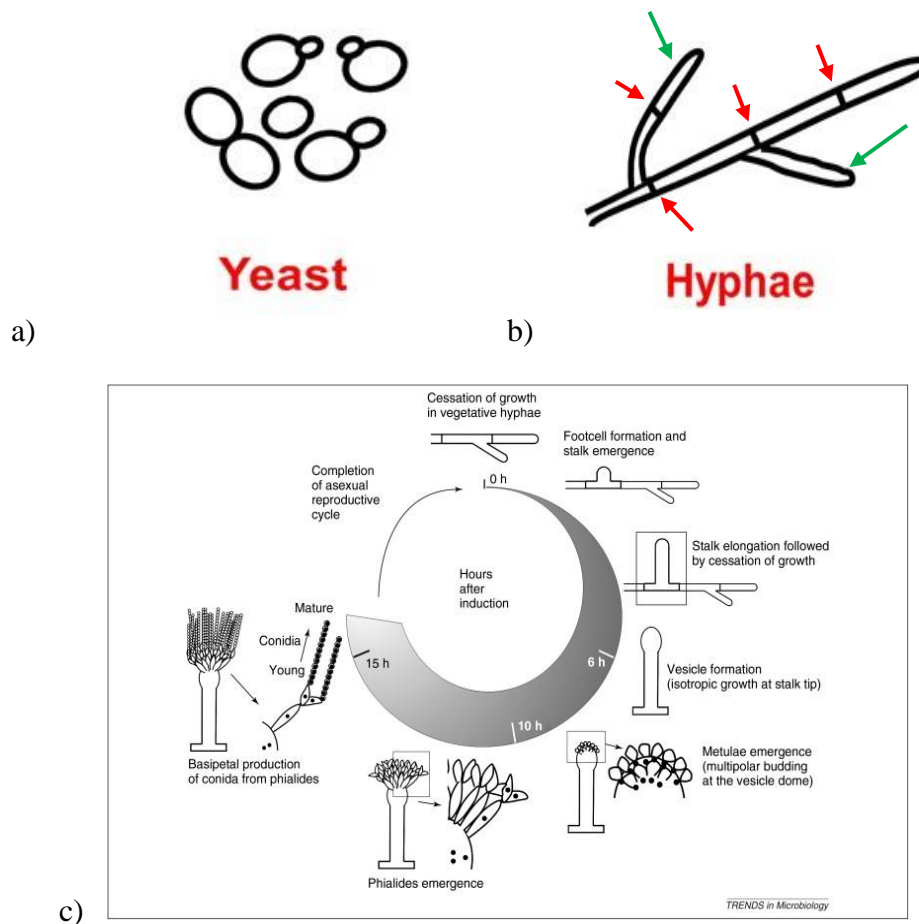 Yeast
Hyphae
a)
b)
Cessation of growth
in vegetative hyphae
Footcell formation and
stalk emergence
0 h
Completion
of asexual
reproductive
cycle
Stalk elongation followed
by cessation of growth
Hours
after
induction
Mature
Conidia
Young
15 h
6 h
Vesicle formation
(isotropic growth at stalk tip)
10 h
Basipetal production
of conida from phialides
Metulae emergence
(multipolar budding
at the vesicle dome)
Phialides emergence
TRENDS in Microbiology
c)